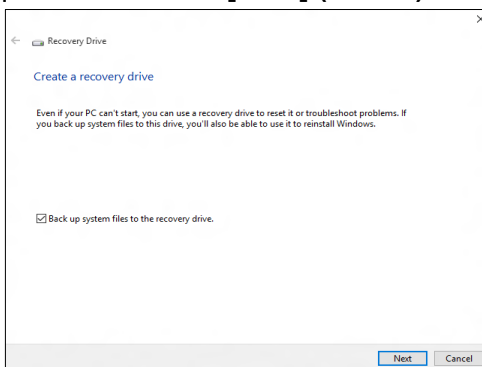 Recovery Drive
Create a recovery drive
Even if your PC can't start, you can use a recovery drive to reset it or troubleshoot problems. If
you back up system files to this drive, you'll also be able to use it to reinstall Windows.
Back up system files to the recovery drive.
Next Cancel